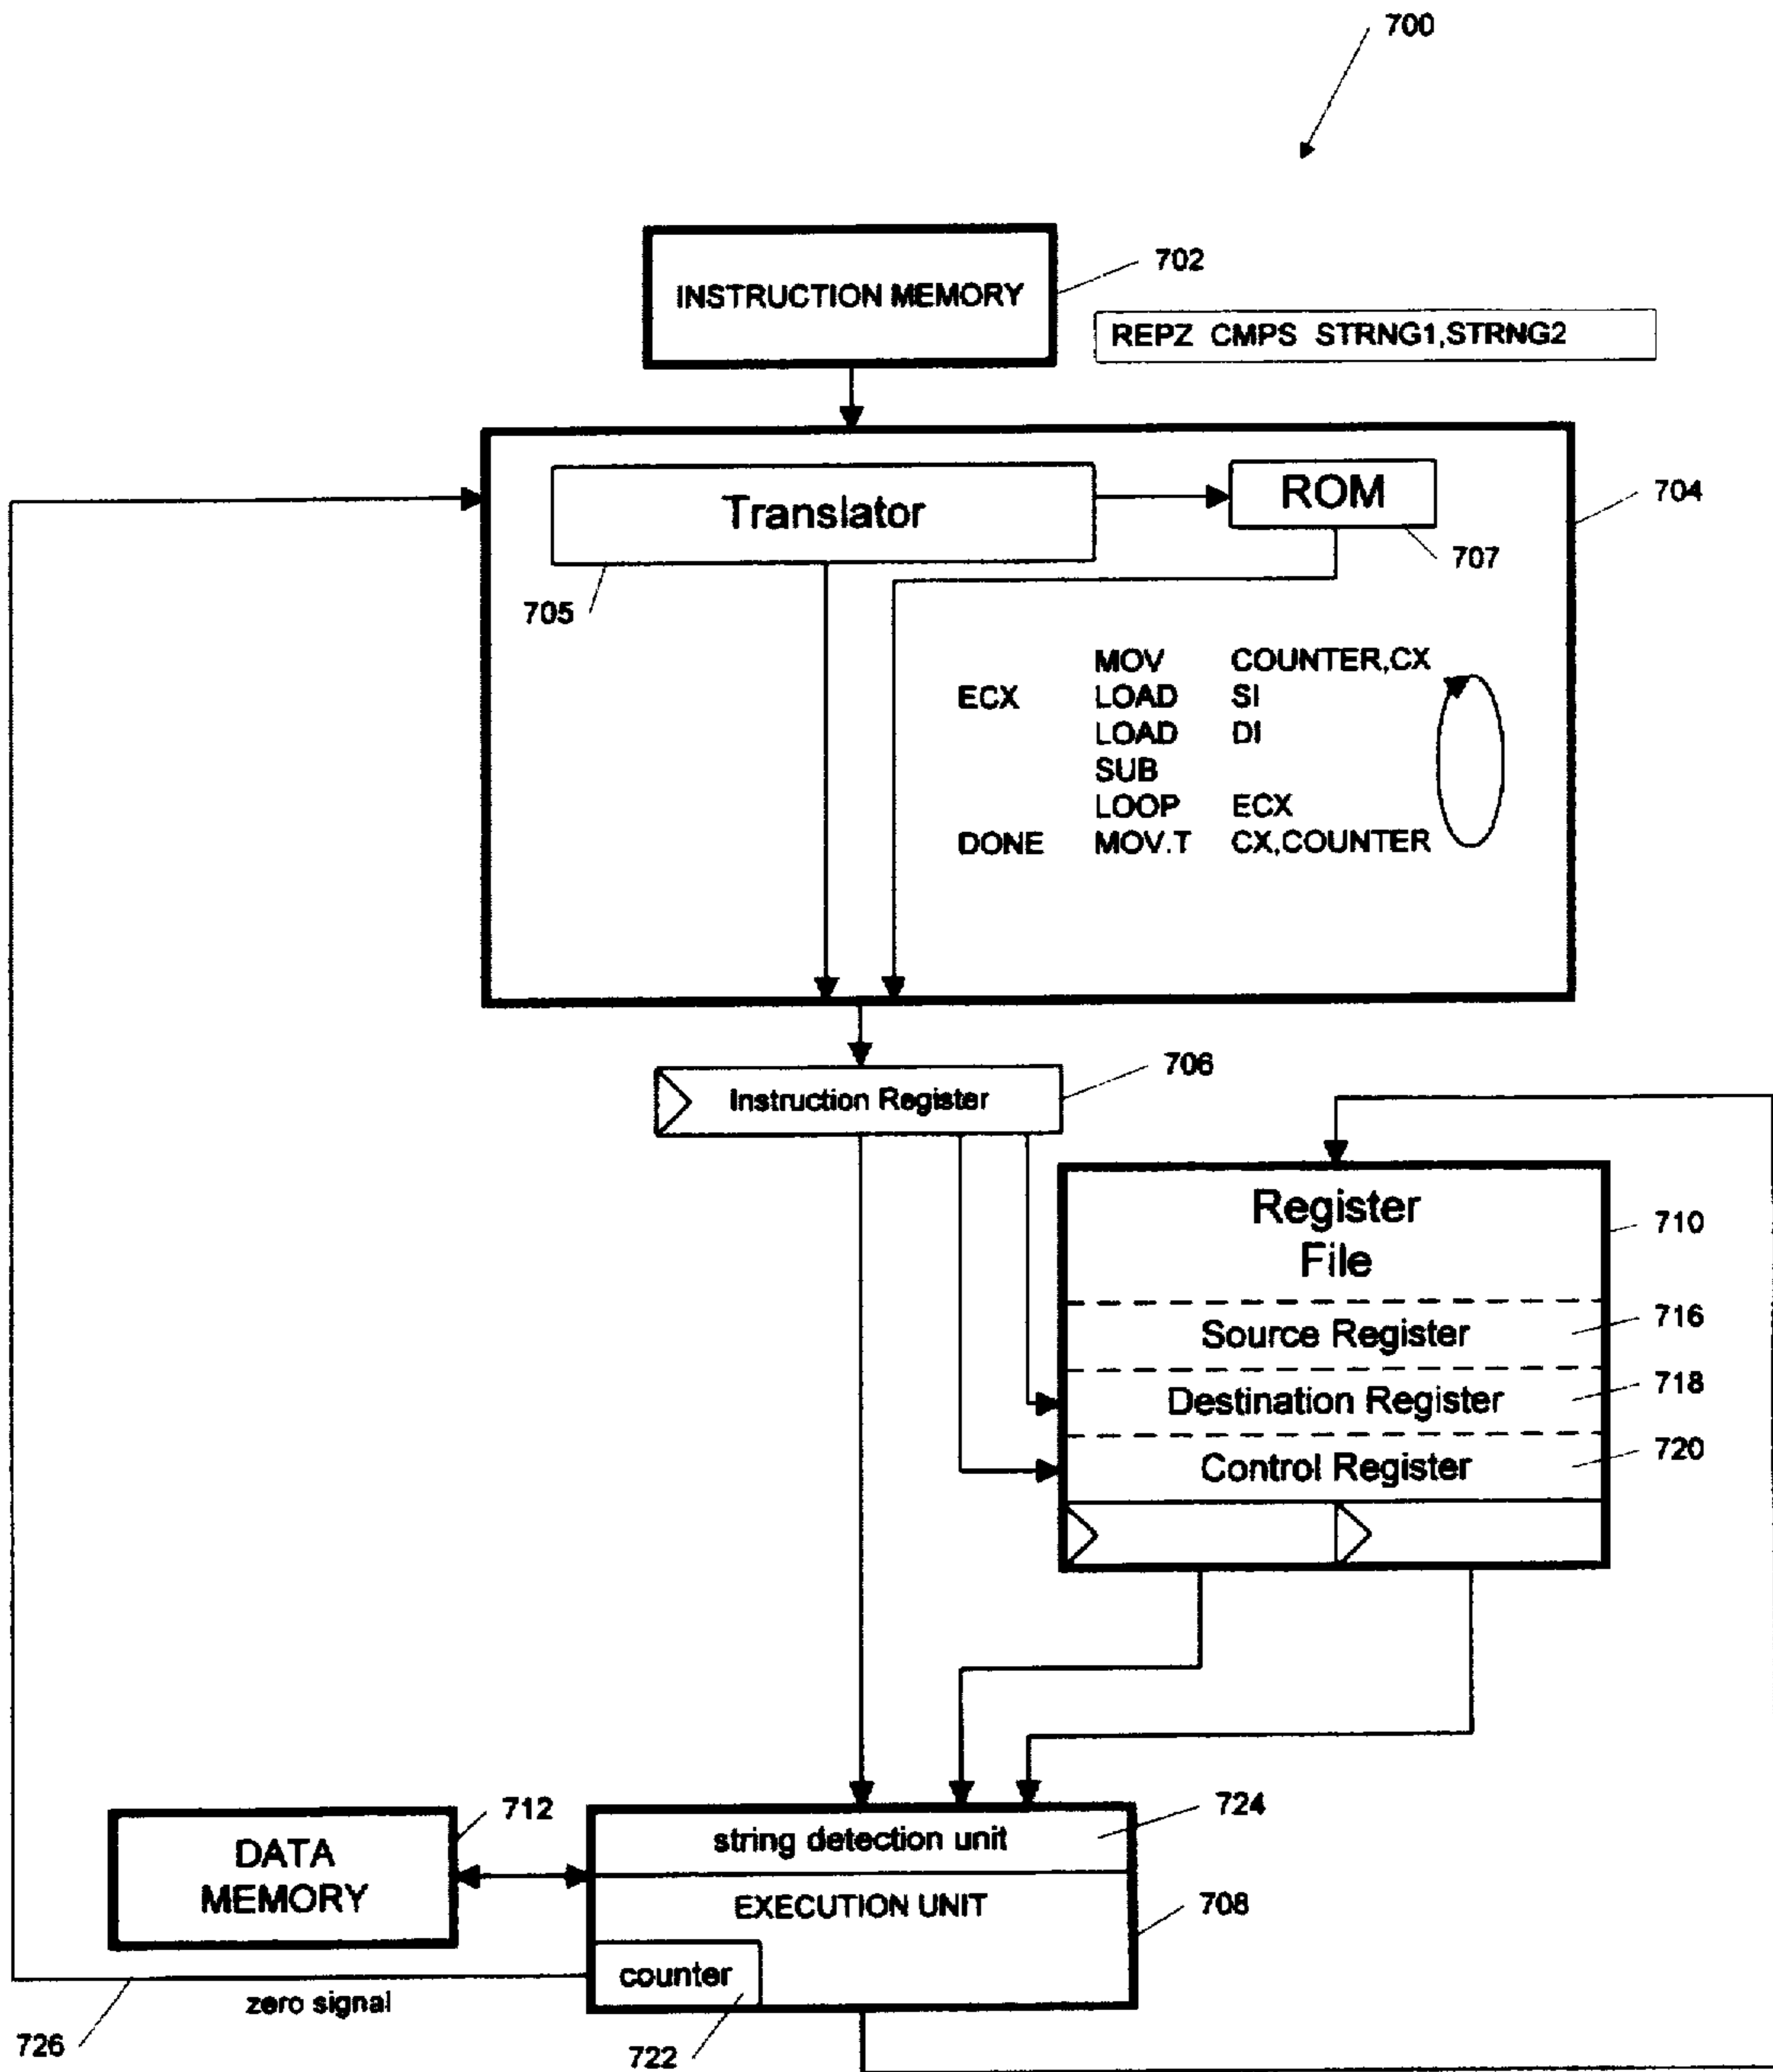 700
702
INSTRUCTION MEMORY
REPZ CMPS STRNG1,STRNG2
Translator
ROM
704
707
705
MOV COUNTER,CX
ECX LOAD SI
LOAD DI
SUB
LOOP ECX
DONE MOV.T CX,COUNTER
706
Instruction Register
Register
File
710
Source Register
716
Destination Register
718
Control Register
720
712
DATA
MEMORY
string detection unit
724
EXECUTION UNIT
708
counter
zero signal
726
722